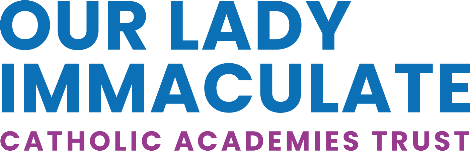 OUR LADY
IMMACULATE
CATHOLIC ACADEMIES TRUST